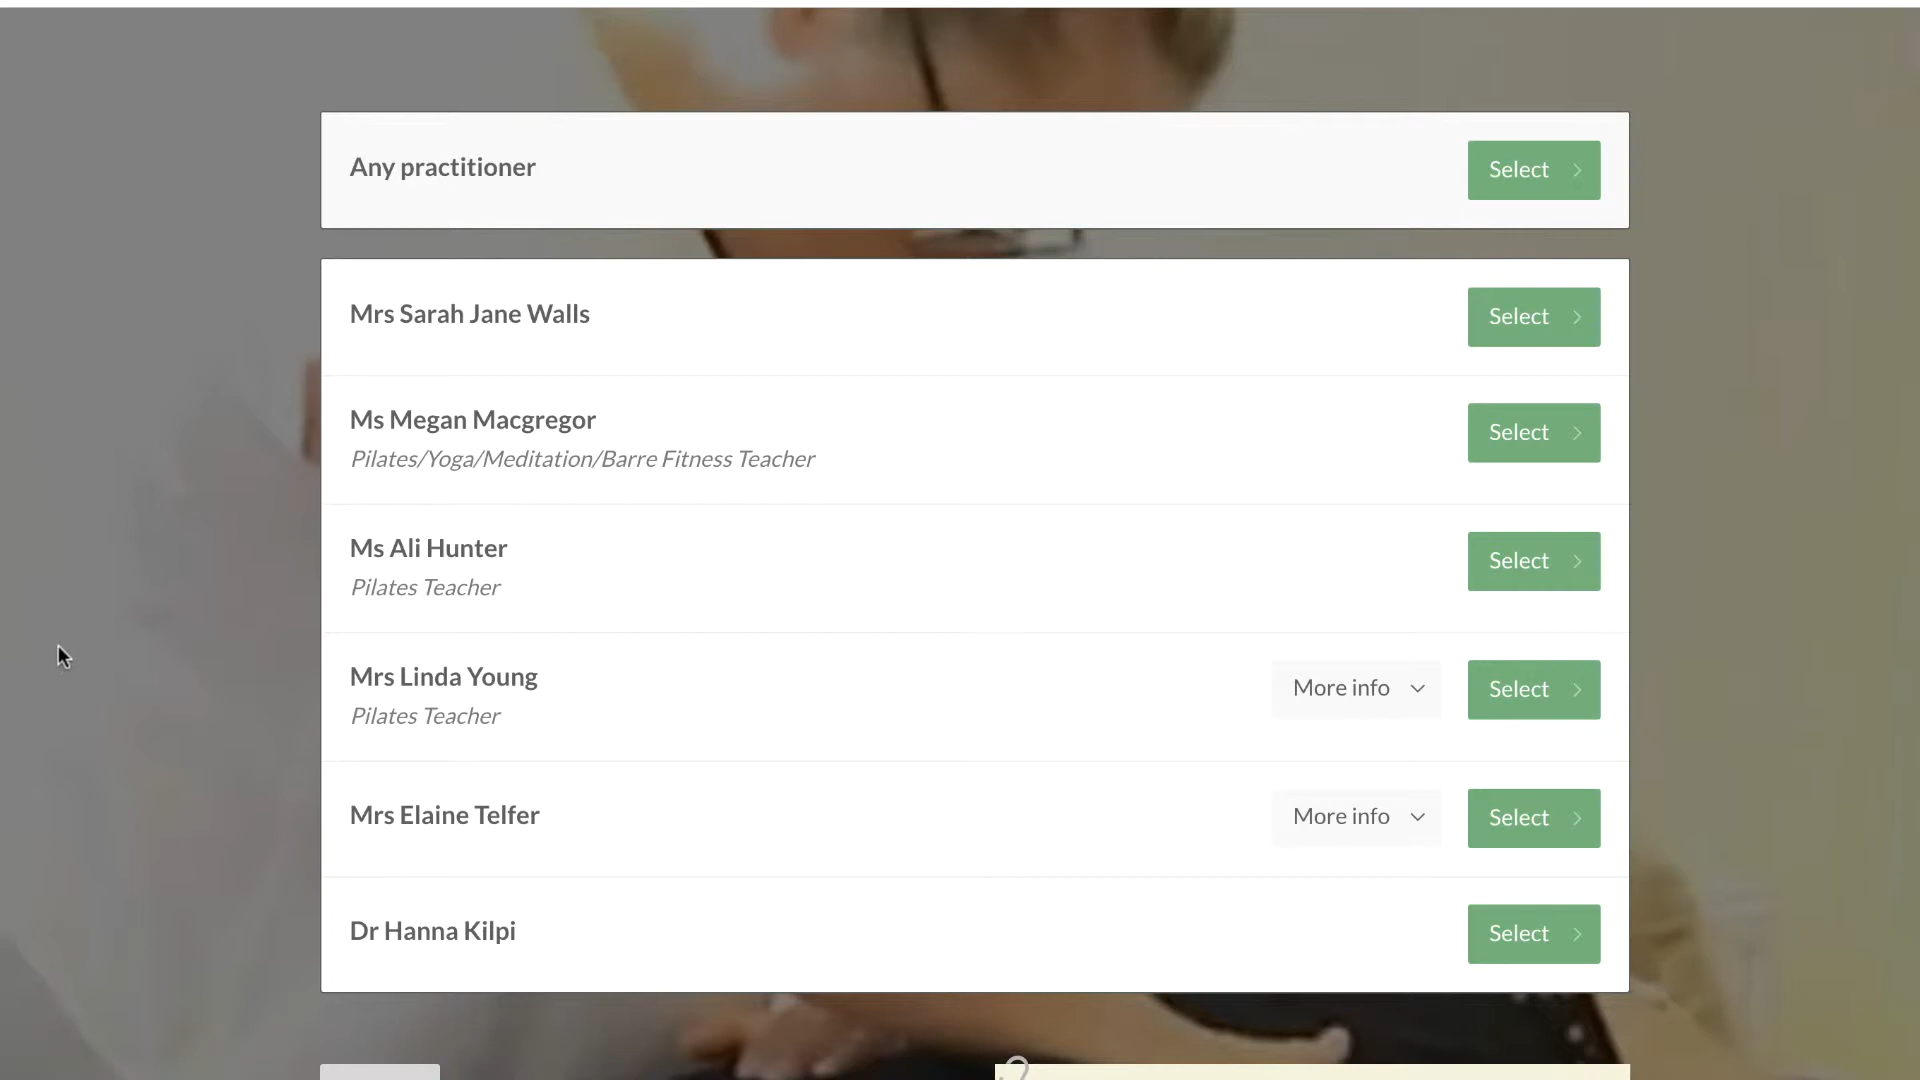 Any practitioner
Select
Mrs Sarah Jane Walls
Select
Ms Megan Macgregor
Pilates/Yoga/Meditation/Barre Fitness Teacher
Select
Ms Ali Hunter
Pilates Teacher
Select
Mrs Linda Young
Pilates Teacher
More info
Select
Mrs Elaine Telfer
More info
Select
Dr Hanna Kilpi
Select